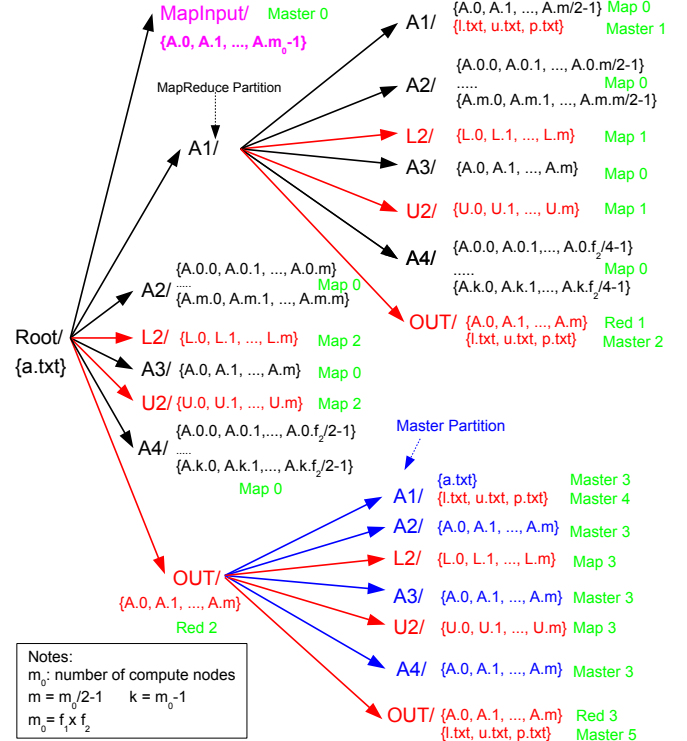 MapInput/ Master 0
{A.0, A.1, ..., A.m0-1}
MapReduce Partition
A1/
A1/ {A.0, A.1, ..., A.m/2-1} Map 0
{l.txt, u.txt, p.txt} Master 1
A2/ {A.0.0, A.0.1, ..., A.0.m/2-1}
..... Map 0
{A.m.0, A.m.1, ..., A.m.m/2-1}
L2/ {L.0, L.1, ..., L.m} Map 1
A3/ {A.0, A.1, ..., A.m} Map 0
U2/ {U.0, U.1, ..., U.m} Map 1
A4/ {A.0.0, A.0.1,..., A.0.f2/4-1}
..... Map 0
{A.k.0, A.k.1,..., A.k.f2/4-1}
OUT/ {A.0, A.1, ..., A.m} Red 1
{l.txt, u.txt, p.txt} Master 2
Root/
{a.txt}
A2/ {A.0.0, A.0.1, ..., A.0.m}
..... Map 0
{A.m.0, A.m.1, ..., A.m.m}
L2/ {L.0, L.1, ..., L.m} Map 2
A3/ {A.0, A.1, ..., A.m} Map 0
U2/ {U.0, U.1, ..., U.m} Map 2
A4/ {A.0.0, A.0.1,..., A.0.f2/2-1}
.....
{A.k.0, A.k.1,..., A.k.f2/2-1}
Map 0
OUT/
{A.0, A.1, ..., A.m}
Red 2
Master Partition
A1/ {a.txt} Master 3
{l.txt, u.txt, p.txt} Master 4
A2/ {A.0, A.1, ..., A.m} Master 3
L2/ {L.0, L.1, ..., L.m} Map 3
A3/ {A.0, A.1, ..., A.m} Master 3
U2/ {U.0, U.1, ..., U.m} Map 3
A4/ {A.0, A.1, ..., A.m} Master 3
OUT/ {A.0, A.1, ..., A.m} Red 3
{l.txt, u.txt, p.txt} Master 5
Notes:
m0: number of compute nodes
m = m0/2-1 k = m0-1
m0= f1x f2